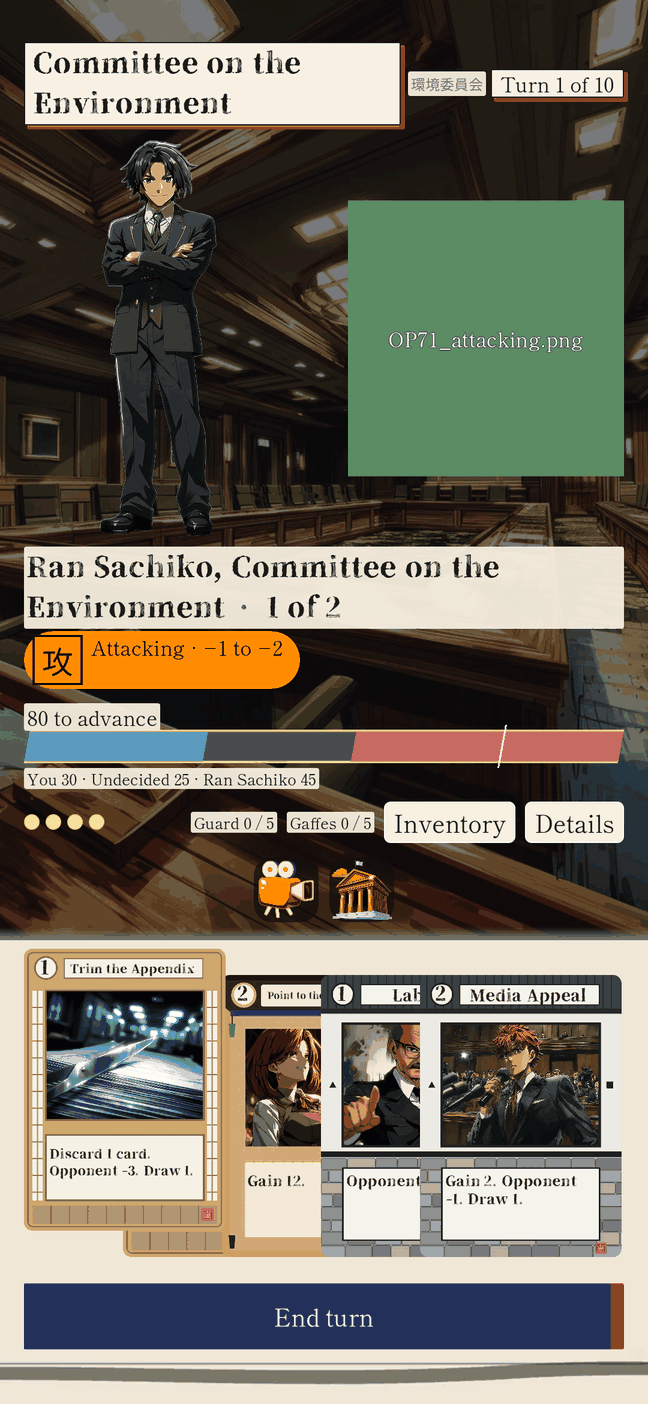 Committee on the
Environment
環境委員会
Turn 1 of 10
OP71_attacking.png
Ran Sachiko, Committee on the
Environment · 1 of 2
攻 Attacking · −1 to −2
80 to advance
You 30 · Undecided 25 · Ran Sachiko 45
Guard 0 / 5
Gaffes 0 / 5
Inventory
Details
1 Trim the Appendix
Discard 1 card.
Opponent -3. Draw 1.
2 Point to the
Gain 12.
1 Lab
Opponent
2 Media Appeal
Gain 2. Opponent
-1. Draw 1.
End turn